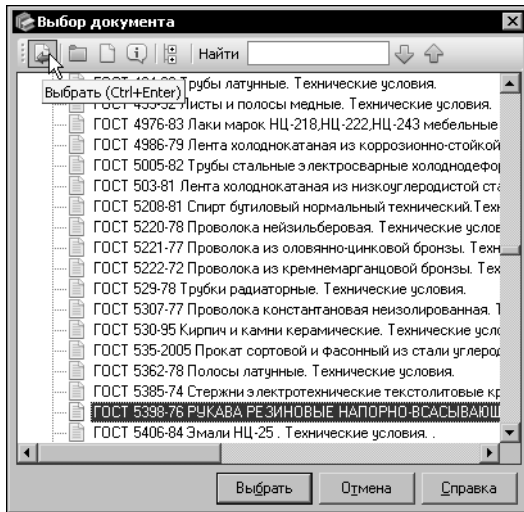 Выбор документа
Найти
Выбрать (Ctrl+Enter)
Трубы латунные. Технические условия.
Листы и полосы медные. Технические условия.
ГОСТ 4976-83 Лаки марок НЦ-218,НЦ-222,НЦ-243 мебельные
ГОСТ 4986-79 Лента холоднокатаная из коррозионно-стойкой
ГОСТ 5005-82 Трубы стальные электросварные холоднодефор
ГОСТ 503-81 Лента холоднокатаная из низкоуглеродистой ста
ГОСТ 5208-81 Спирт бутиловый нормальный технический.Техн
ГОСТ 5220-78 Проволока нейзильберовая. Технические услов
ГОСТ 5221-77 Проволока из оловянно-цинковой бронзы. Техн
ГОСТ 5222-72 Проволока из кремнемарганцовой бронзы. Тех
ГОСТ 529-78 Трубки радиаторные. Технические условия.
ГОСТ 5307-77 Проволока константановая неизолированная. Т
ГОСТ 530-95 Кирпич и камни керамические. Технические усло
ГОСТ 535-2005 Прокат сортовой и фасонный из стали углерод
ГОСТ 5362-78 Полосы латунные. Технические условия.
ГОСТ 5385-74 Стержни электротехнические текстолитовые кр
ГОСТ 5398-76 РУКАВА РЕЗИНОВЫЕ НАПОРНО-ВСАСЫВАЮЩ
ГОСТ 5406-84 Эмали НЦ-25 . Технические условия. .
Выбрать
Отмена
Справка